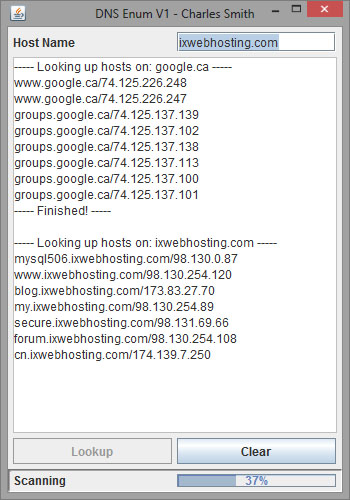 DNS Enum V1 - Charles Smith
Host Name ixwebhosting.com
----- Looking up hosts on: google.ca -----
www.google.ca/74.125.226.248
www.google.ca/74.125.226.247
groups.google.ca/74.125.137.139
groups.google.ca/74.125.137.102
groups.google.ca/74.125.137.138
groups.google.ca/74.125.137.113
groups.google.ca/74.125.137.100
groups.google.ca/74.125.137.101
----- Finished! -----
----- Looking up hosts on: ixwebhosting.com -----
mysql506.ixwebhosting.com/98.130.0.87
www.ixwebhosting.com/98.130.254.120
blog.ixwebhosting.com/173.83.27.70
my.ixwebhosting.com/98.130.254.89
secure.ixwebhosting.com/98.131.69.66
forum.ixwebhosting.com/98.130.254.108
cn.ixwebhosting.com/174.139.7.250
Lookup Clear
Scanning 37%